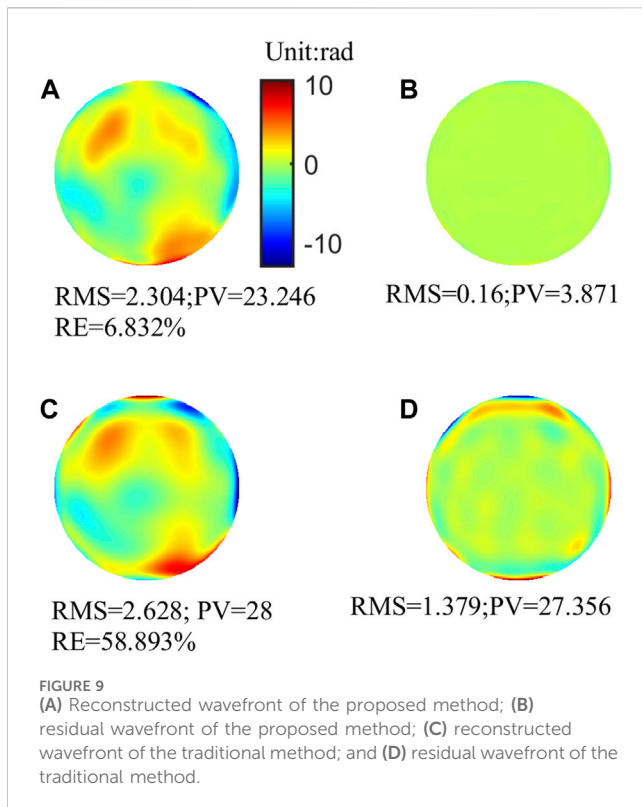 Unit:rad
A
10
0
-10
B
RMS=2.304;PV=23.246
RE=6.832%
RMS=0.16;PV=3.871
C
D
RMS=2.628; PV=28
RE=58.893%
RMS=1.379;PV=27.356
FIGURE 9
(A) Reconstructed wavefront of the proposed method; (B)
residual wavefront of the proposed method; (C) reconstructed
wavefront of the traditional method; and (D) residual wavefront of the
traditional method.